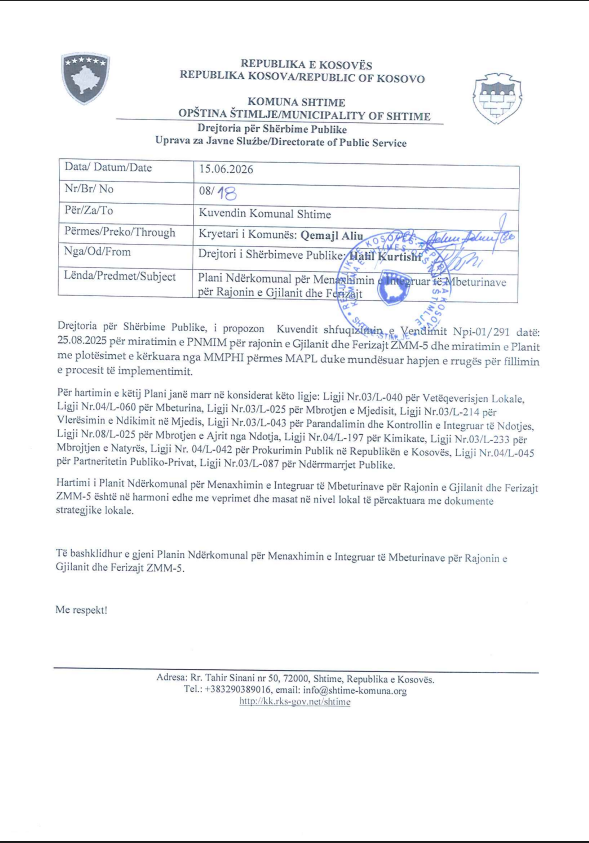 REPUBLIKA E KOSOVËS
REPUBLIKA KOSOVA/REPUBLIC OF KOSOVO
KOMUNA SHTIME
OPŠTINA ŠTIMLJE/MUNICIPALITY OF SHTIME
Drejtoria për Shërbime Publike
Uprava za Javne Službe/Directorate of Public Service
Data/ Datum/Date 15.06.2026
Nr/Br/ No 08/18
Për/Za/To Kuvendin Komunal Shtime
Përmes/Preko/Through Kryetari i Komunës: Qemajl Aliu
Nga/Od/From Drejtori i Shërbimeve Publike: Halil Kurtishi
Lënda/Predmet/Subject Plani Ndërkomunal për Menaxhimin e Integruar të Mbeturinave
për Rajonin e Gjilanit dhe Ferizajt
Drejtoria për Shërbime Publike, i propozon Kuvendit shfuqizimin e Vendimit Npi-01/291 datë:
25.08.2025 për miratimin e PNMIM për rajonin e Gjilanit dhe Ferizajt ZMM-5 dhe miratimin e Planit
me plotësimet e kërkuara nga MMPHI përmes MAPL duke mundësuar hapjen e rrugës për fillimin
e procesit të implementimit.
Për hartimin e këtij Plani janë marr në konsiderat këto ligje: Ligji Nr.03/L-040 për Vetëqeverisjen Lokale,
Ligji Nr.04/L-060 për Mbeturina, Ligji Nr.03/L-025 për Mbrotjen e Mjedisit, Ligji Nr.03/L-214 për
Vlerësimin e Ndikimit në Mjedis, Ligji Nr.03/L-043 për Parandalimin dhe Kontrollin e Integruar të Ndotjes,
Ligji Nr.08/L-025 për Mbrotjen e Ajrit nga Ndotja, Ligji Nr.04/L-197 për Kimikate, Ligji Nr.03/L-233 për
Mbrojtjen e Natyrës, Ligji Nr. 04/L-042 për Prokurimin Publik në Republikën e Kosovës, Ligji Nr.04/L-045
për Partneritetin Publiko-Privat, Ligji Nr.03/L-087 për Ndërrmarrjet Publike.
Hartimi i Planit Ndërkomunal për Menaxhimin e Integruar të Mbeturinave për Rajonin e Gjilanit dhe Ferizajt
ZMM-5 është në harmoni edhe me veprimet dhe masat në nivel lokal të përcaktuara me dokumente
strategjike lokale.
Të bashklidhur e gjeni Planin Ndërkomunal për Menaxhimin e Integruar të Mbeturinave për Rajonin e
Gjilanit dhe Ferizajt ZMM-5.
Me respekt!
Adresa: Rr. Tahir Sinani nr 50, 72000, Shtime, Republika e Kosovës.
Tel.: +383290389016, email: info@shtime-komuna.org
http://kk.rks-gov.net/shtime